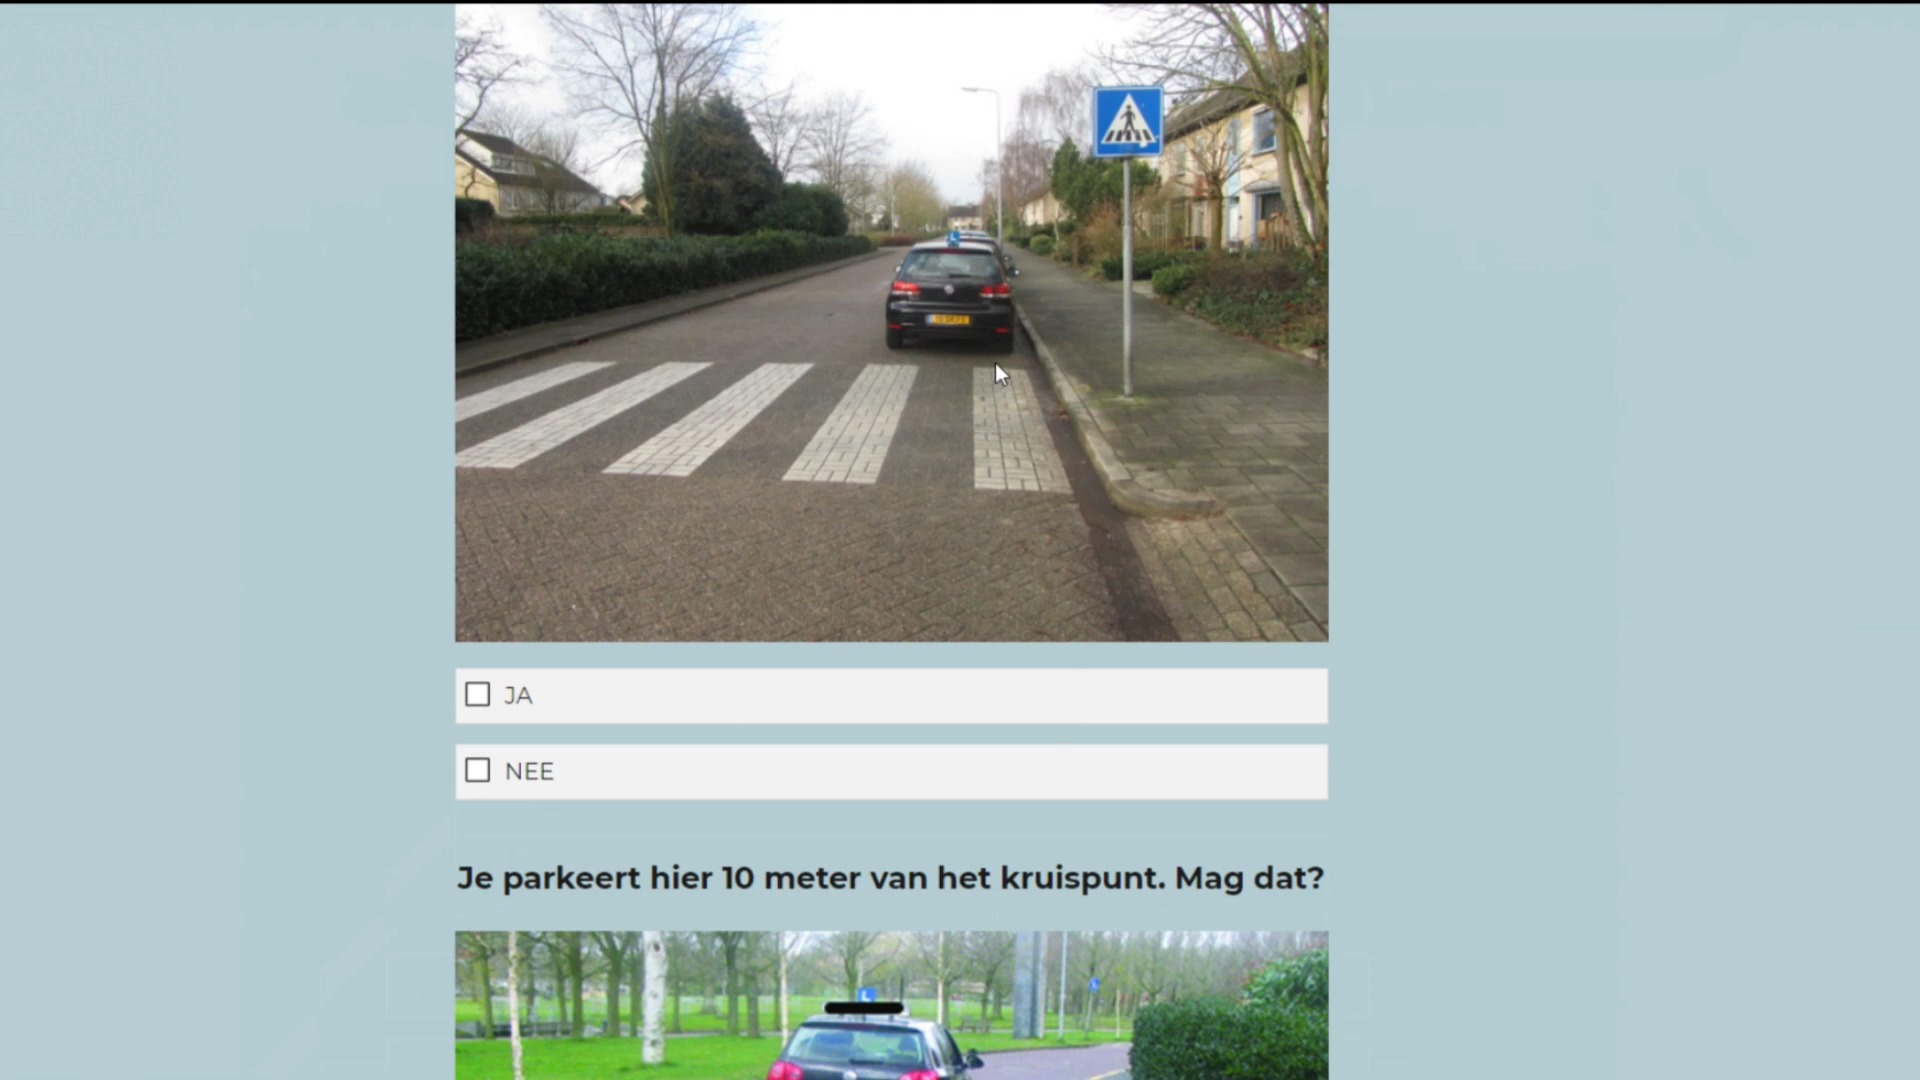 L
JA
NEE
Je parkeert hier 10 meter van het kruispunt. Mag dat?
L